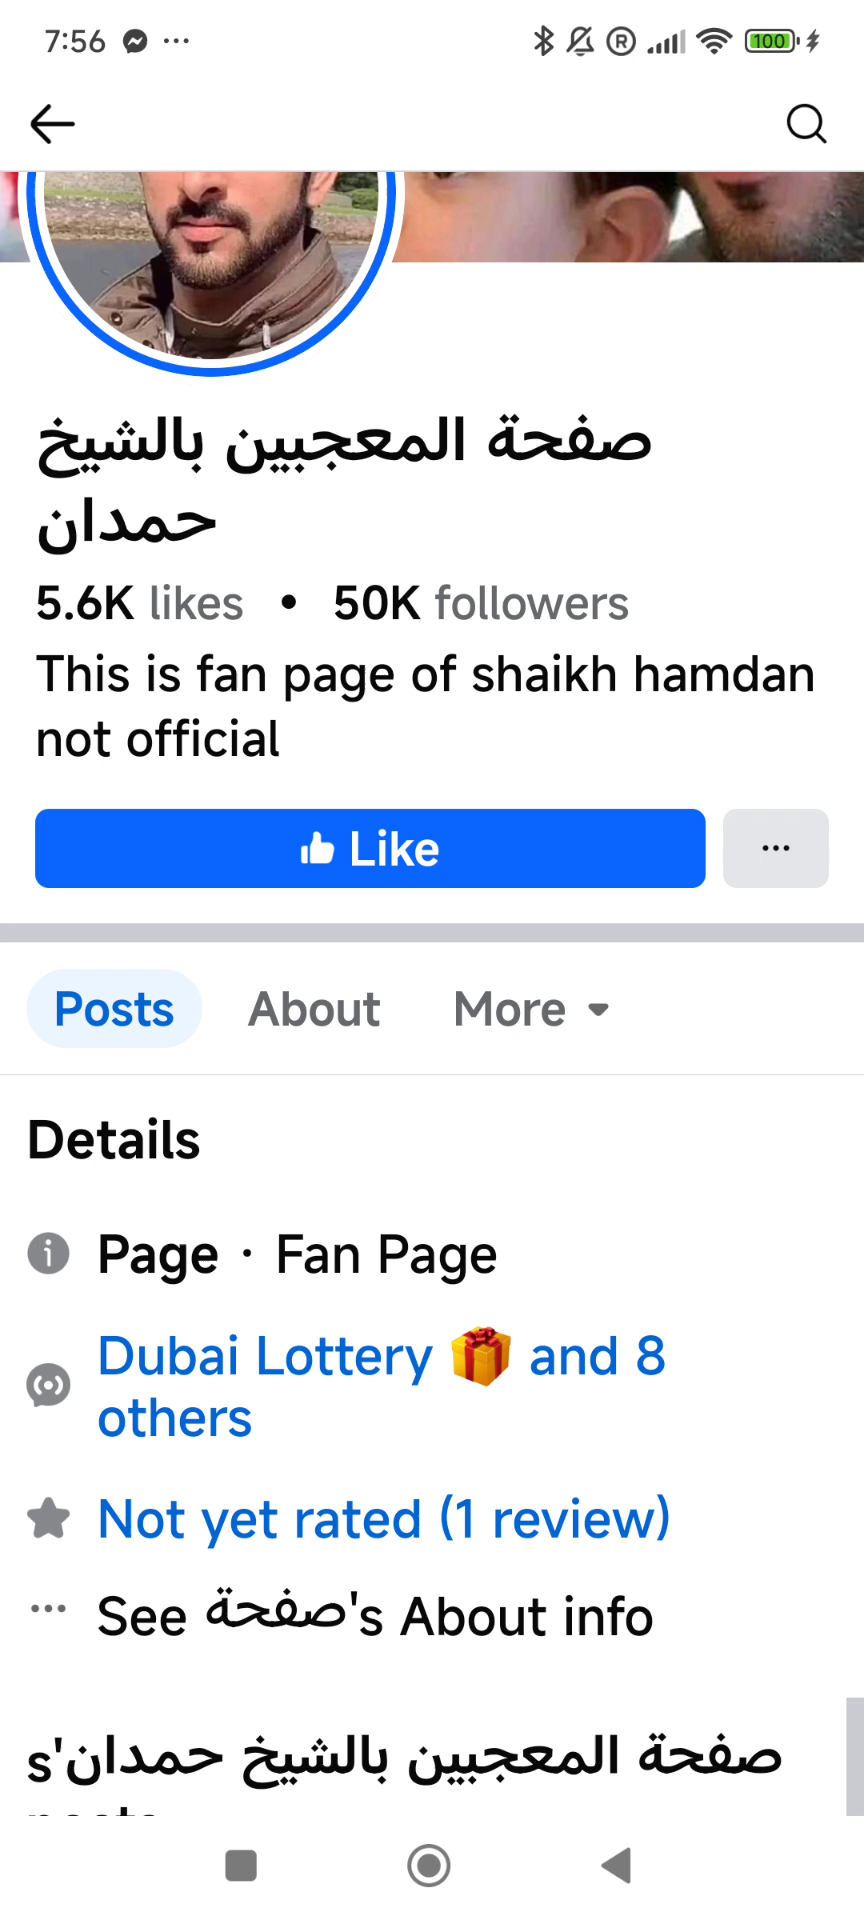 7:56
100
صفحة المعجبين بالشيخ
حمدان
5.6K likes • 50K followers
This is fan page of shaikh hamdan
not official
Like
Posts About More
Details
Page · Fan Page
Dubai Lottery 🎁 and 8
others
Not yet rated (1 review)
See صفحة's About info
صفحة المعجبين بالشيخ حمدان's